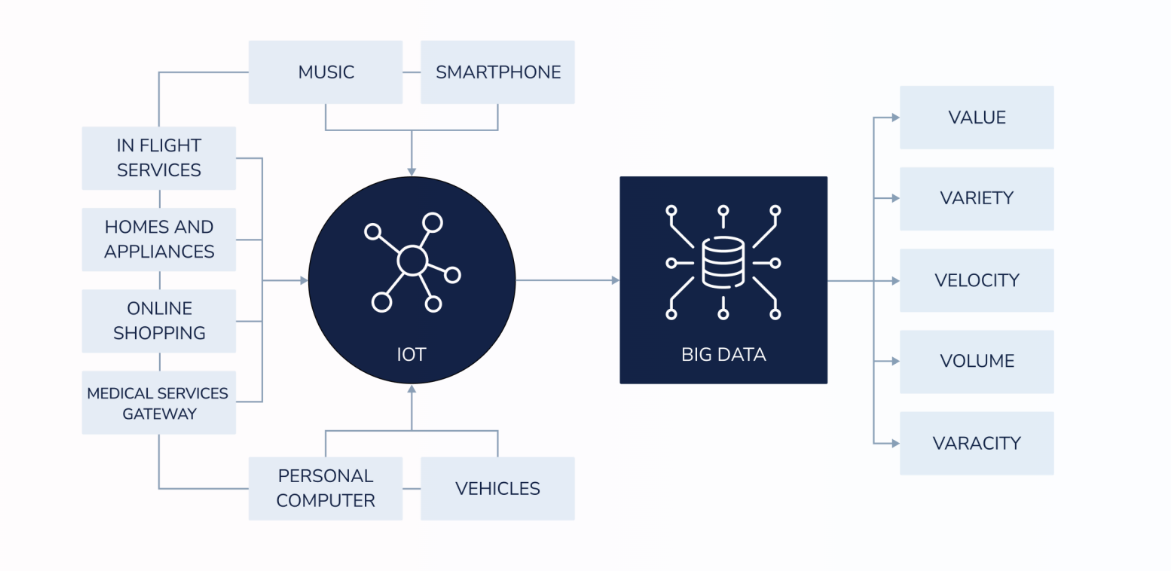 MUSIC
SMARTPHONE
IN FLIGHT
SERVICES
HOMES AND
APPLIANCES
ONLINE
SHOPPING
MEDICAL SERVICES
GATEWAY
PERSONAL
COMPUTER
VEHICLES
IOT
BIG DATA
VALUE
VARIETY
VELOCITY
VOLUME
VARACITY